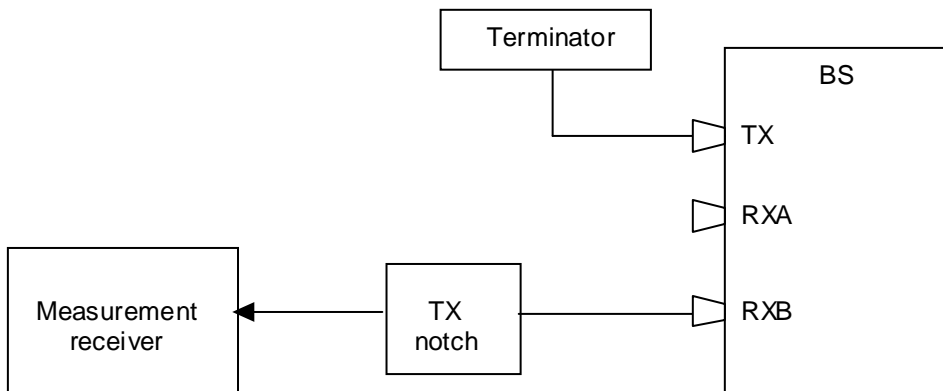 Terminator
BS
TX
RXA
Measurement
receiver
TX
notch
RXB